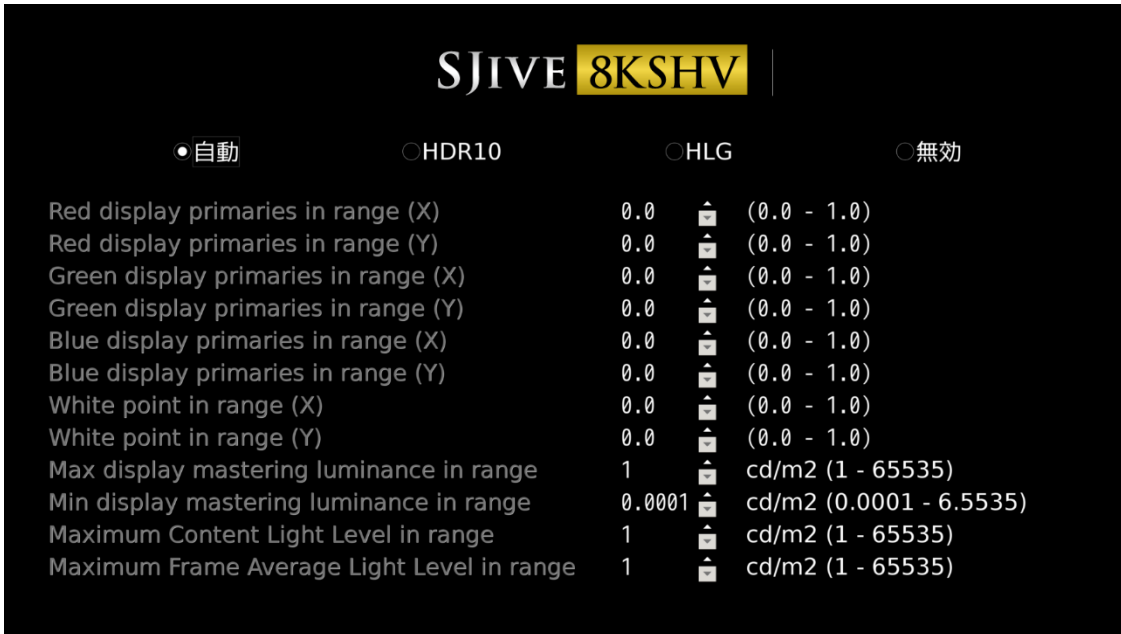 SJIVE 8KSHV
自動 HDR10 HLG 無効
Red display primaries in range (X) 0.0 (0.0 - 1.0)
Red display primaries in range (Y) 0.0 (0.0 - 1.0)
Green display primaries in range (X) 0.0 (0.0 - 1.0)
Green display primaries in range (Y) 0.0 (0.0 - 1.0)
Blue display primaries in range (X) 0.0 (0.0 - 1.0)
Blue display primaries in range (Y) 0.0 (0.0 - 1.0)
White point in range (X) 0.0 (0.0 - 1.0)
White point in range (Y) 0.0 (0.0 - 1.0)
Max display mastering luminance in range 1 cd/m2 (1 - 65535)
Min display mastering luminance in range 0.0001 cd/m2 (0.0001 - 6.5535)
Maximum Content Light Level in range 1 cd/m2 (1 - 65535)
Maximum Frame Average Light Level in range 1 cd/m2 (1 - 65535)